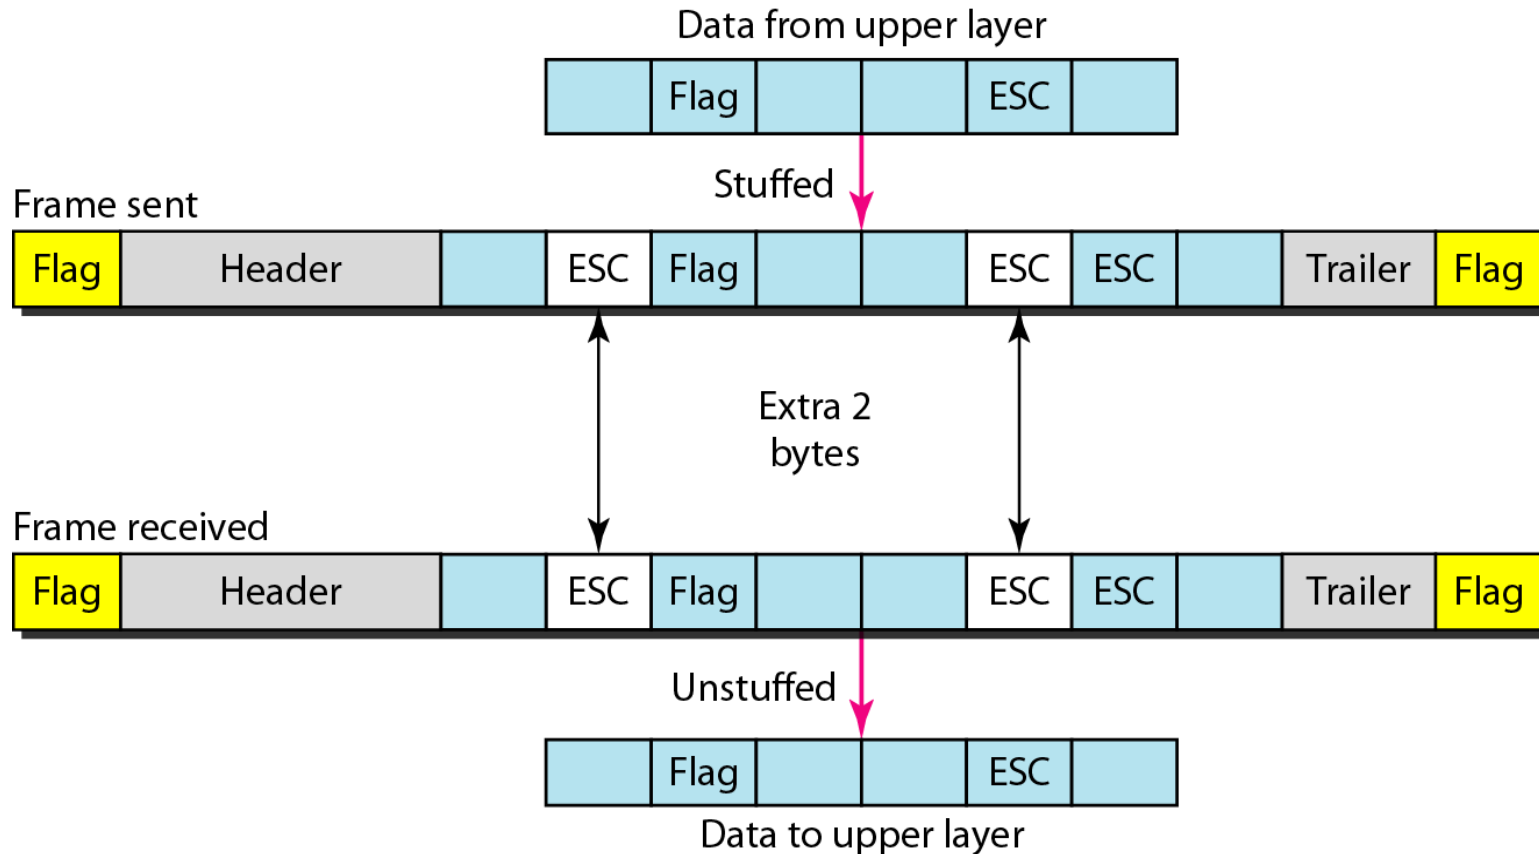 Data from upper layer
Flag ESC
Stuffed
Frame sent
Flag Header ESC Flag ESC ESC Trailer Flag
Extra 2
bytes
Frame received
Flag Header ESC Flag ESC ESC Trailer Flag
Unstuffed
Flag ESC
Data to upper layer